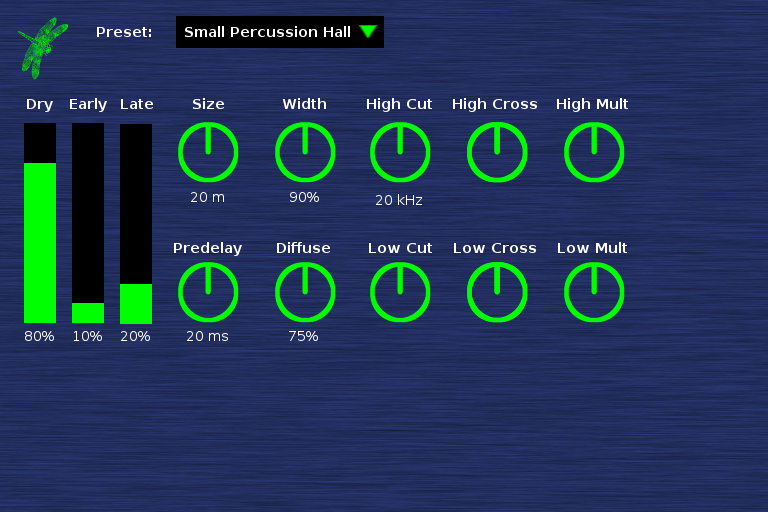 Preset: Small Percussion Hall
Dry Early Late Size Width High Cut High Cross High Mult
20 m 90% 20 kHz
Predelay Diffuse Low Cut Low Cross Low Mult
80% 10% 20% 20 ms 75%